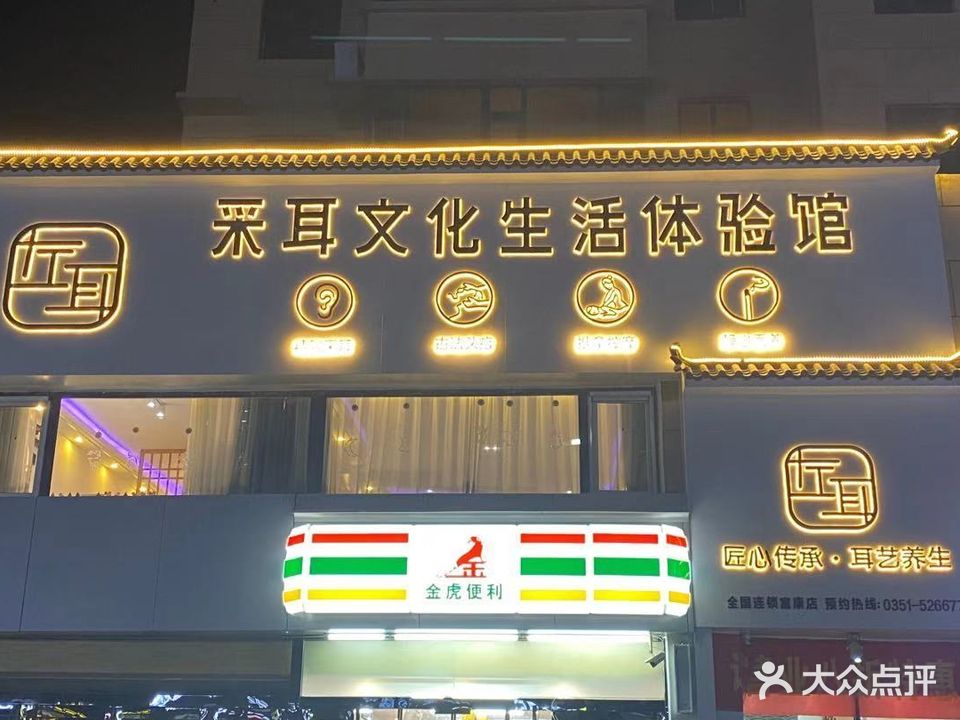 采耳文化生活体验馆
匠耳
匠耳
匠心传承·耳艺养生
全国连锁富康店 预约热线:0351-52667
金虎便利
大众点评